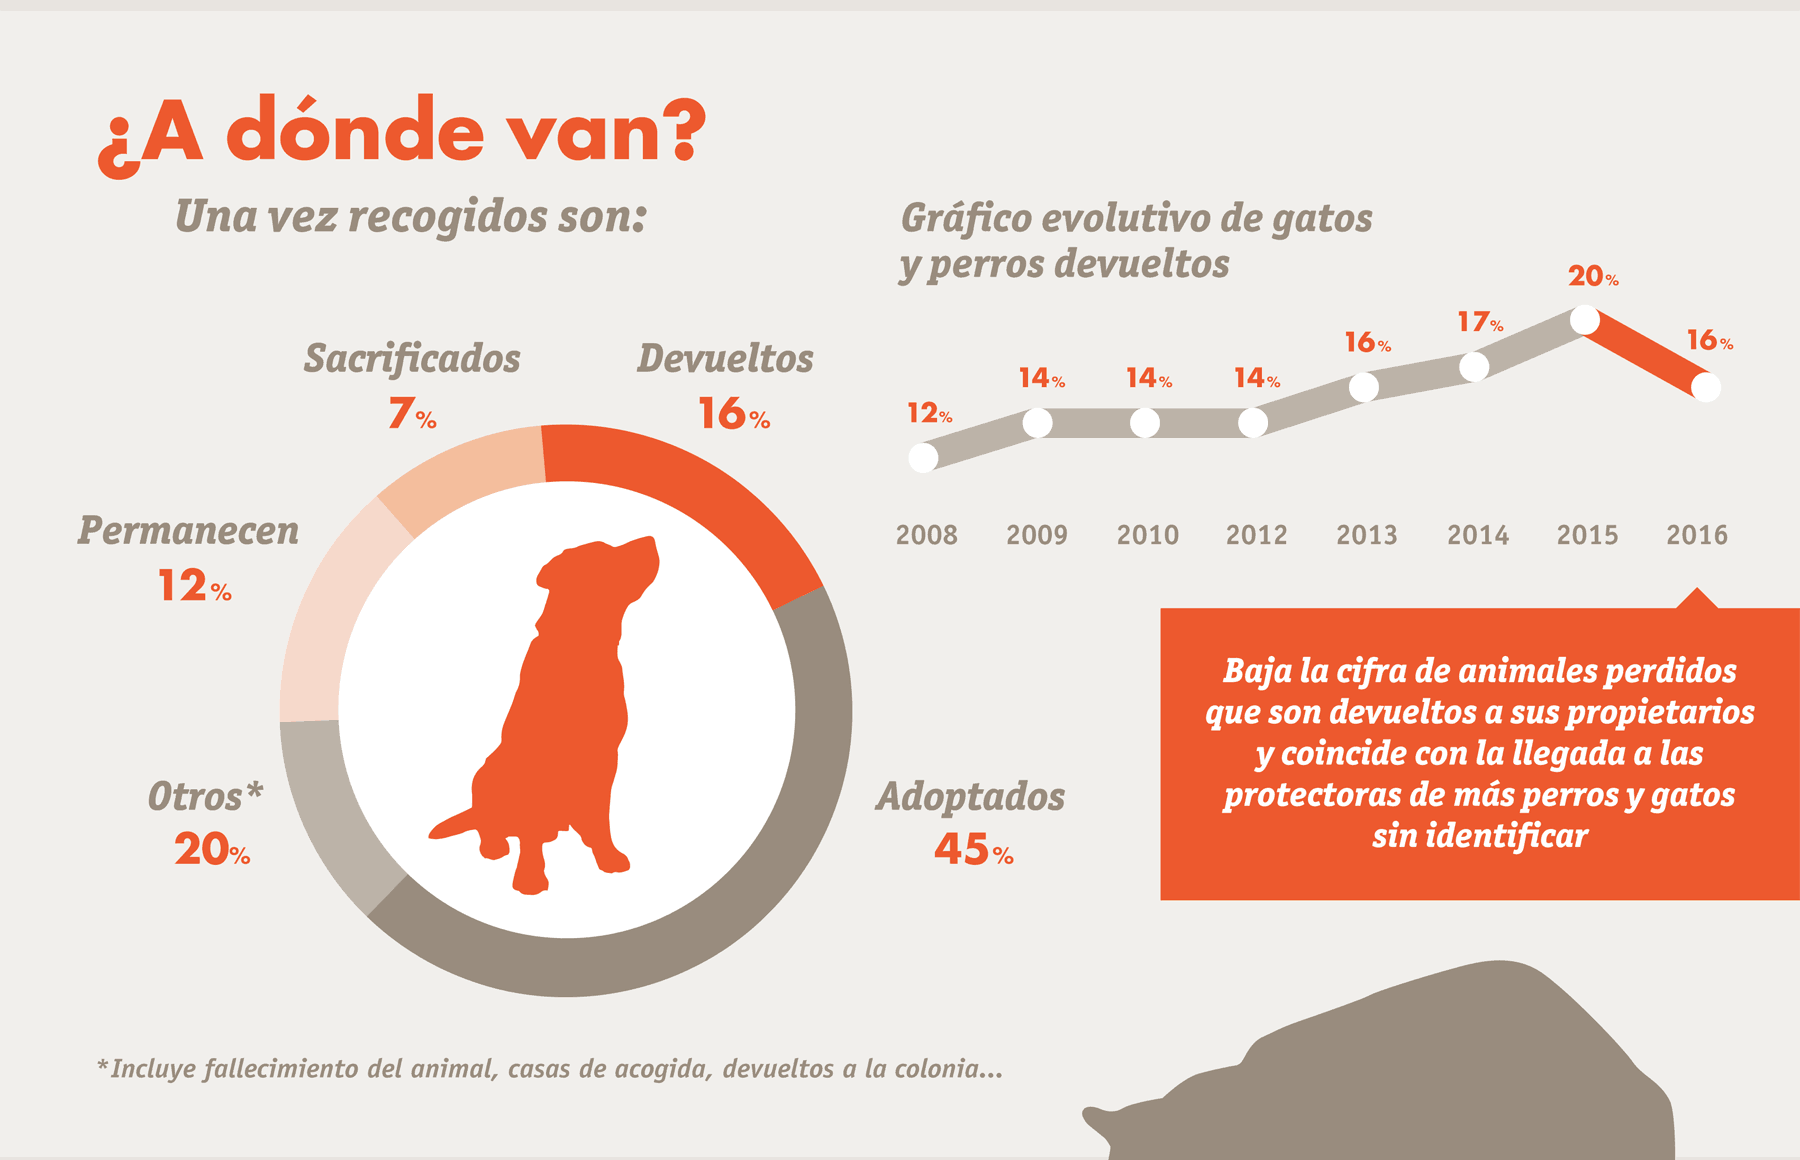 ¿A dónde van?
Una vez recogidos son:
Sacrificados
7%
Devueltos
16%
Permanecen
12%
Otros*
20%
Adoptados
45%
*Incluye fallecimiento del animal, casas de acogida, devueltos a la colonia...
Gráfico evolutivo de gatos
y perros devueltos
12%
14%
14%
14%
16%
17%
20%
16%
2008 2009 2010 2012 2013 2014 2015 2016
Baja la cifra de animales perdidos
que son devueltos a sus propietarios
y coincide con la llegada a las
protectoras de más perros y gatos
sin identificar